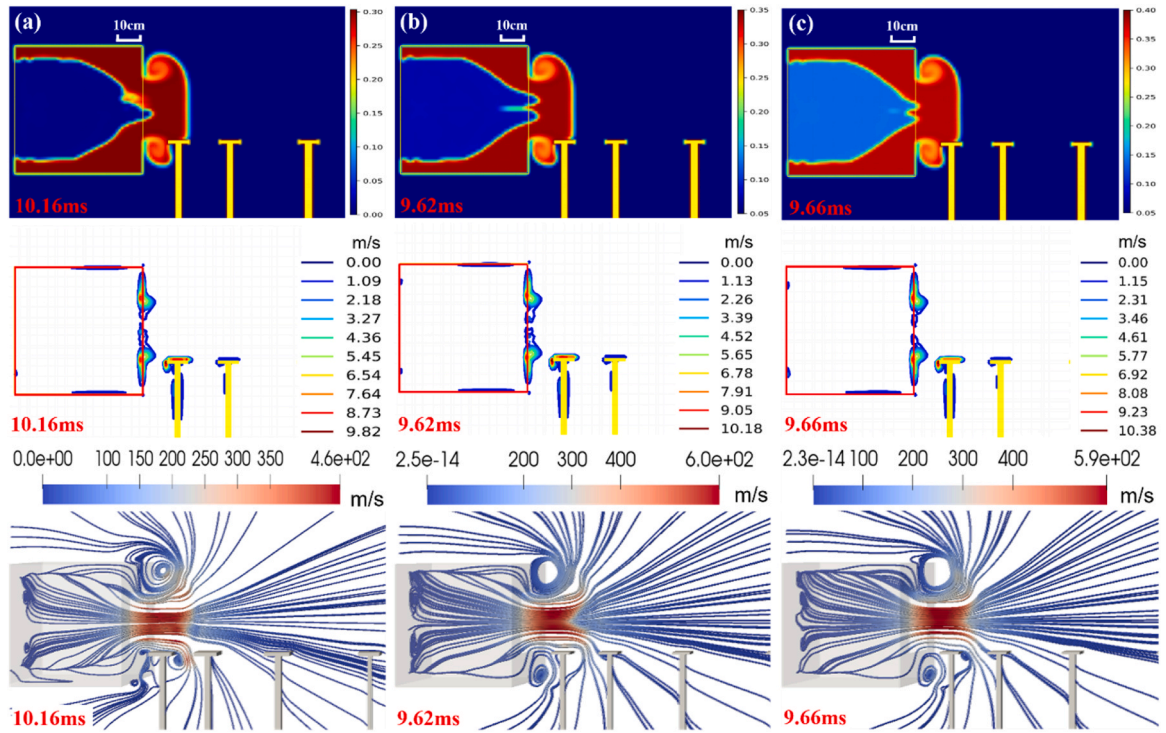 (a)
10cm
0.30
0.25
0.20
0.15
0.10
0.05
0.00
10.16ms
(b)
10cm
0.35
0.30
0.25
0.20
0.15
0.10
0.05
9.62ms
(c)
10cm
0.40
0.35
0.30
0.25
0.20
0.15
0.10
0.05
9.66ms
m/s
0.00
1.09
2.18
3.27
4.36
5.45
6.54
7.64
8.73
9.82
10.16ms
m/s
0.00
1.13
2.26
3.39
4.52
5.65
6.78
7.91
9.05
10.18
9.62ms
m/s
0.00
1.15
2.31
3.46
4.61
5.77
6.92
8.08
9.23
10.38
9.66ms
0.0e+00 100 150 200 250 300 350 4.6e+02
m/s
10.16ms
2.5e-14 200 300 400 6.0e+02
m/s
9.62ms
2.3e-14 100 200 300 400 5.9e+02
m/s
9.66ms